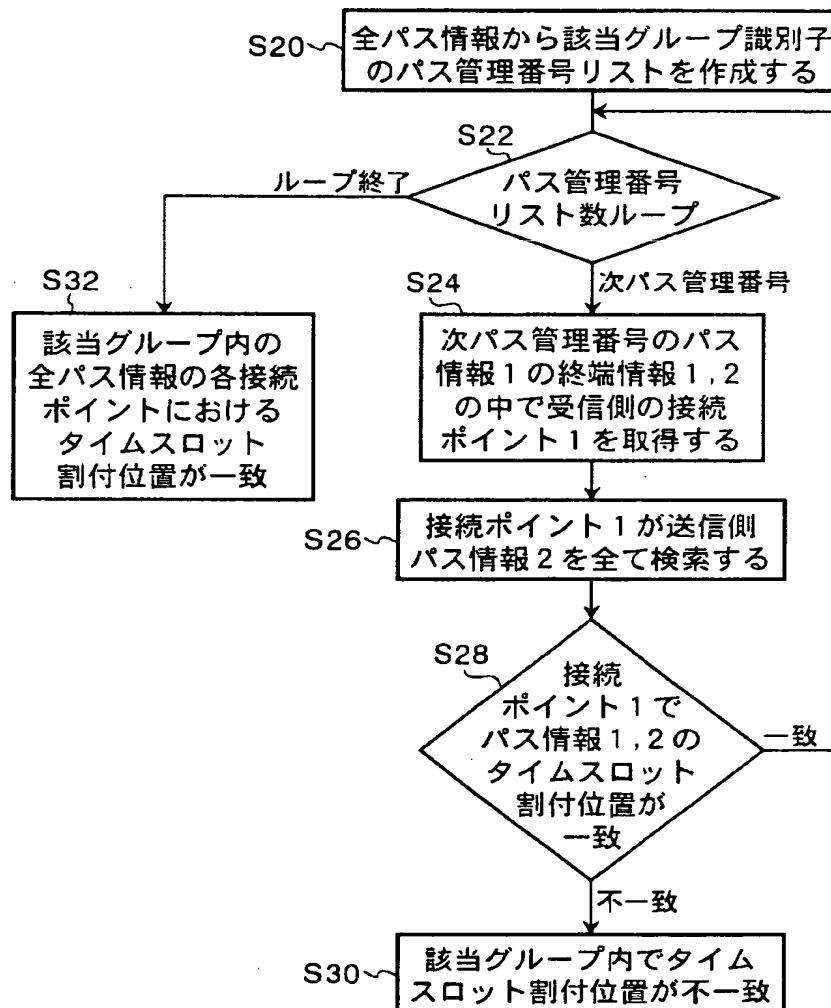 S20
全パス情報から該当グループ識別子
のパス管理番号リストを作成する
S22
ループ終了
パス管理番号
リスト数ループ
次パス管理番号
S32
該当グループ内の
全パス情報の各接続
ポイントにおける
タイムスロット
割付位置が一致
S24
次パス管理番号のパス
情報1の終端情報1,2
の中で受信側の接続
ポイント1を取得する
S26
接続ポイント1が送信側
パス情報2を全て検索する
S28
接続
ポイント1で
パス情報1,2の
タイムスロット
割付位置が
一致
一致
不一致
S30
該当グループ内でタイム
スロット割付位置が不一致